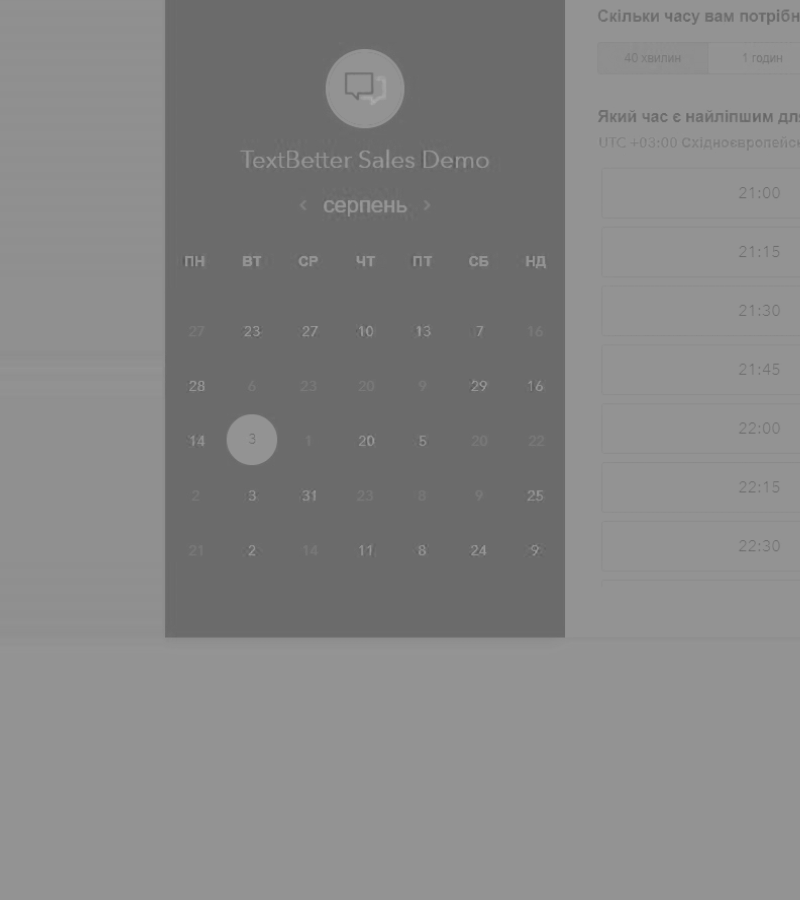 TextBetter Sales Demo
‹ серпень ›
ПН ВТ СР ЧТ ПТ СБ НД
27 23 27 10 13 7 16
28 6 23 20 9 29 16
14 3 1 20 5 20 22
2 3 31 23 8 9 25
21 2 14 11 8 24 9
Скільки часу вам
40 хвилин 1 годин
Який час є найліпшим
UTC +03:00
21:00
21:15
21:30
21:45
22:00
22:15
22:30